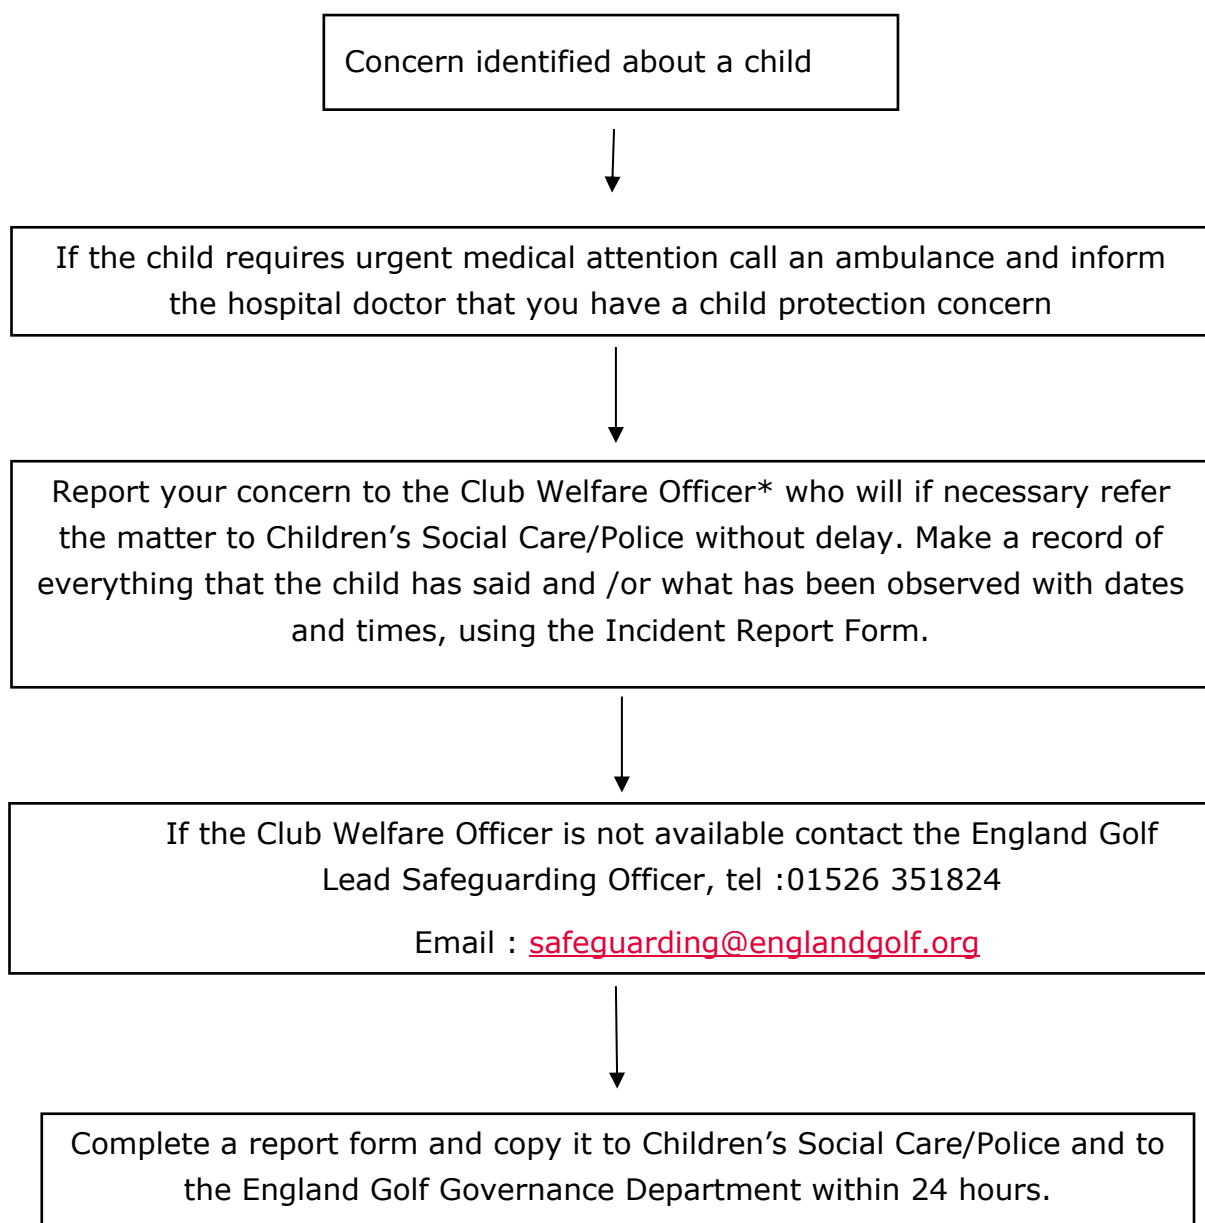 Concern identified about a child
If the child requires urgent medical attention call an ambulance and inform
the hospital doctor that you have a child protection concern
Report your concern to the Club Welfare Officer* who will if necessary refer
the matter to Children’s Social Care/Police without delay. Make a record of
everything that the child has said and /or what has been observed with dates
and times, using the Incident Report Form.
If the Club Welfare Officer is not available contact the England Golf
Lead Safeguarding Officer, tel :01526 351824
Email : safeguarding@englandgolf.org
Complete a report form and copy it to Children’s Social Care/Police and to
the England Golf Governance Department within 24 hours.